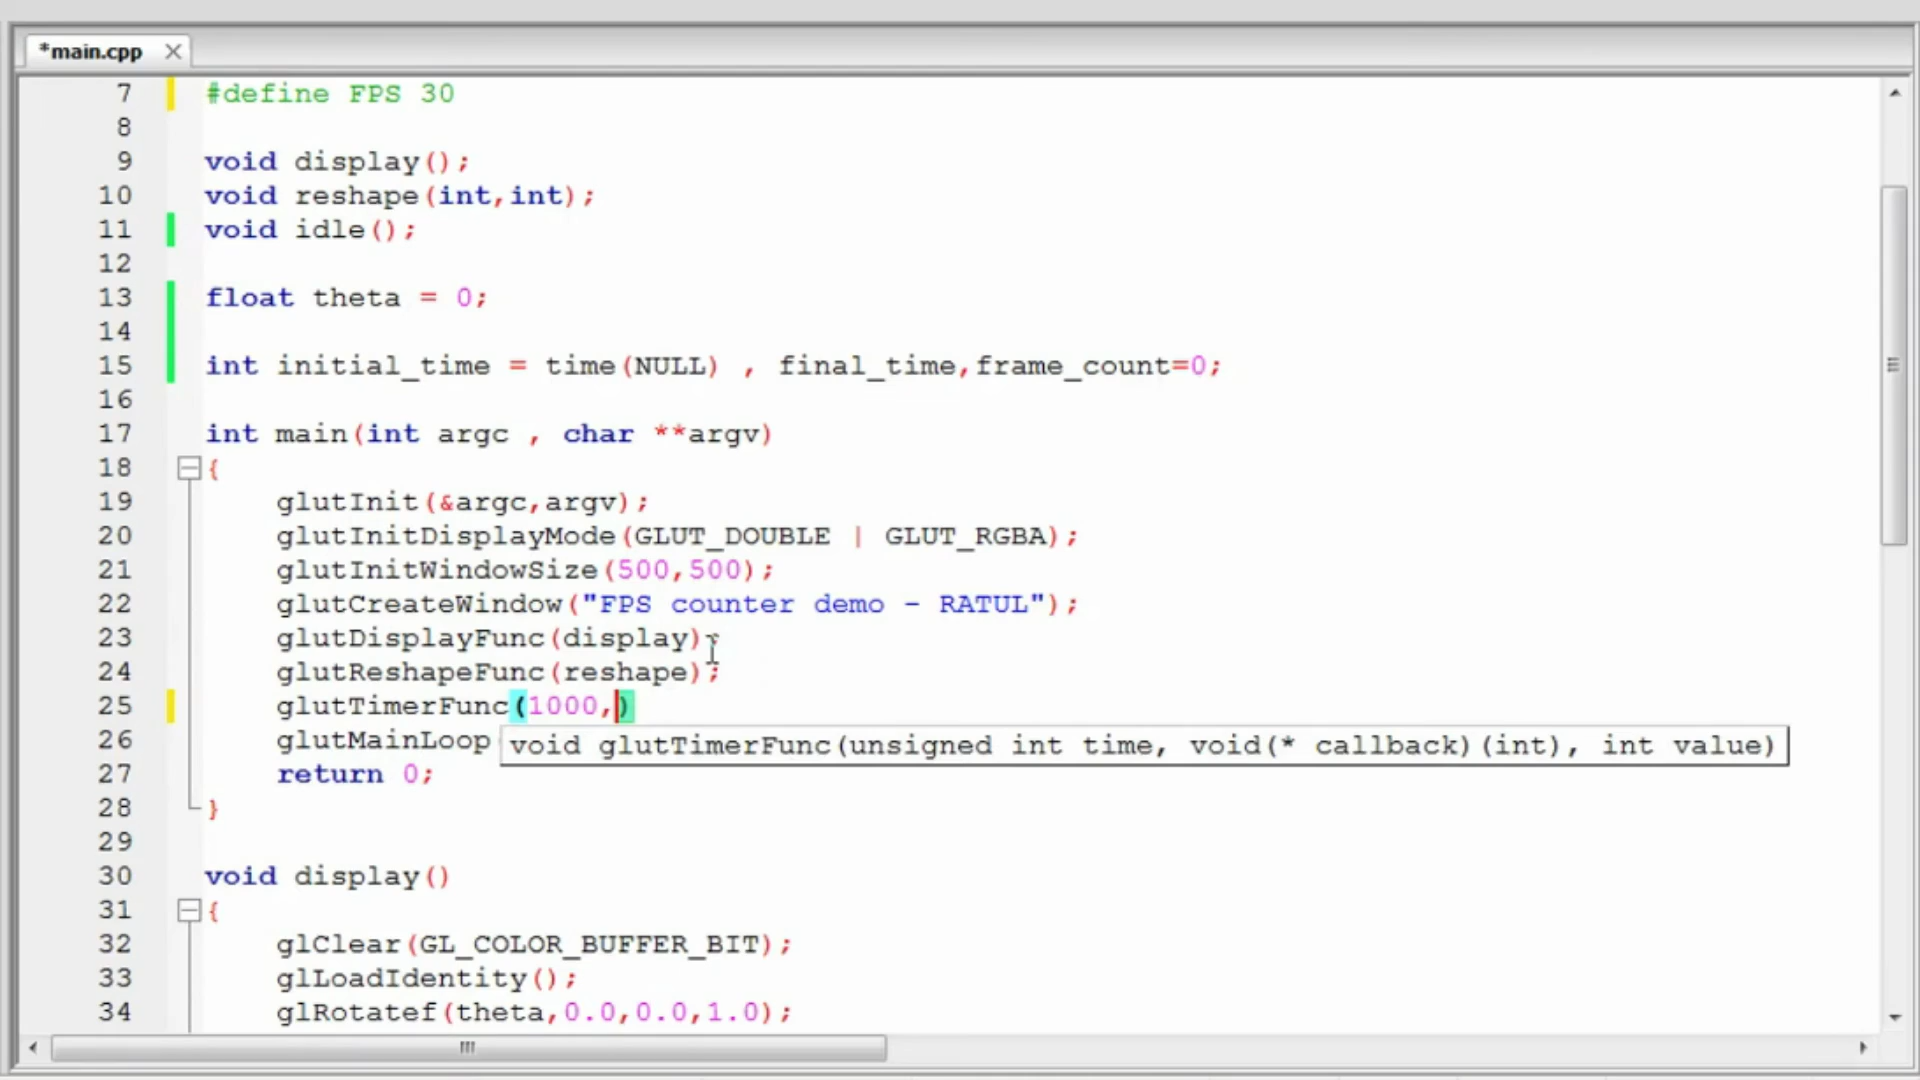 *main.cpp
7 #define FPS 30
8
9 void display();
10 void reshape(int,int);
11 void idle();
12
13 float theta = 0;
14
15 int initial_time = time(NULL) , final_time,frame_count=0;
16
17 int main(int argc , char **argv)
18 {
19 glutInit(&argc,argv);
20 glutInitDisplayMode(GLUT_DOUBLE | GLUT_RGBA);
21 glutInitWindowSize(500,500);
22 glutCreateWindow("FPS counter demo - RATUL");
23 glutDisplayFunc(display);
24 glutReshapeFunc(reshape);
25 glutTimerFunc(1000,)
26 glutMainLoop
void glutTimerFunc(unsigned int time, void(* callback)(int), int value)
27 return 0;
28 }
29
30 void display()
31 {
32 glClear(GL_COLOR_BUFFER_BIT);
33 glLoadIdentity();
34 glRotatef(theta,0.0,0.0,1.0);